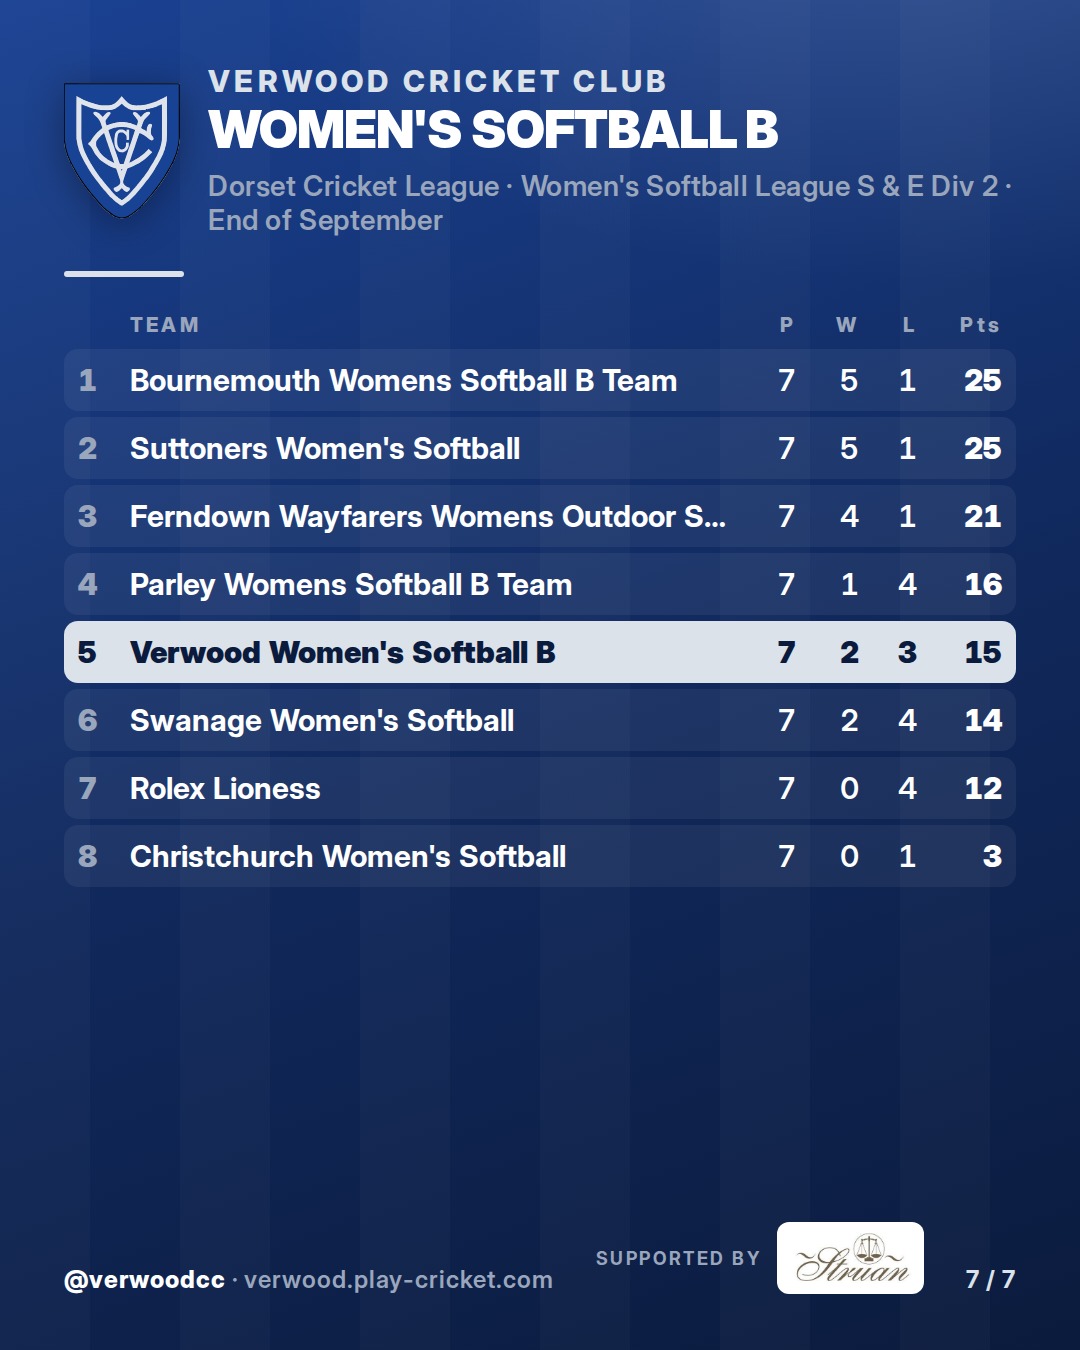 VERWOOD CRICKET CLUB
WOMEN'S SOFTBALL B
Dorset Cricket League · Women's Softball League S & E Div 2 ·
End of September
TEAM P W L Pts
1 Bournemouth Womens Softball B Team 7 5 1 25
2 Suttoners Women's Softball 7 5 1 25
3 Ferndown Wayfarers Womens Outdoor S... 7 4 1 21
4 Parley Womens Softball B Team 7 1 4 16
5 Verwood Women's Softball B 7 2 3 15
6 Swanage Women's Softball 7 2 4 14
7 Rolex Lioness 7 0 4 12
8 Christchurch Women's Softball 7 0 1 3
@verwoodcc · verwood.play-cricket.com SUPPORTED BY Struan 7 / 7